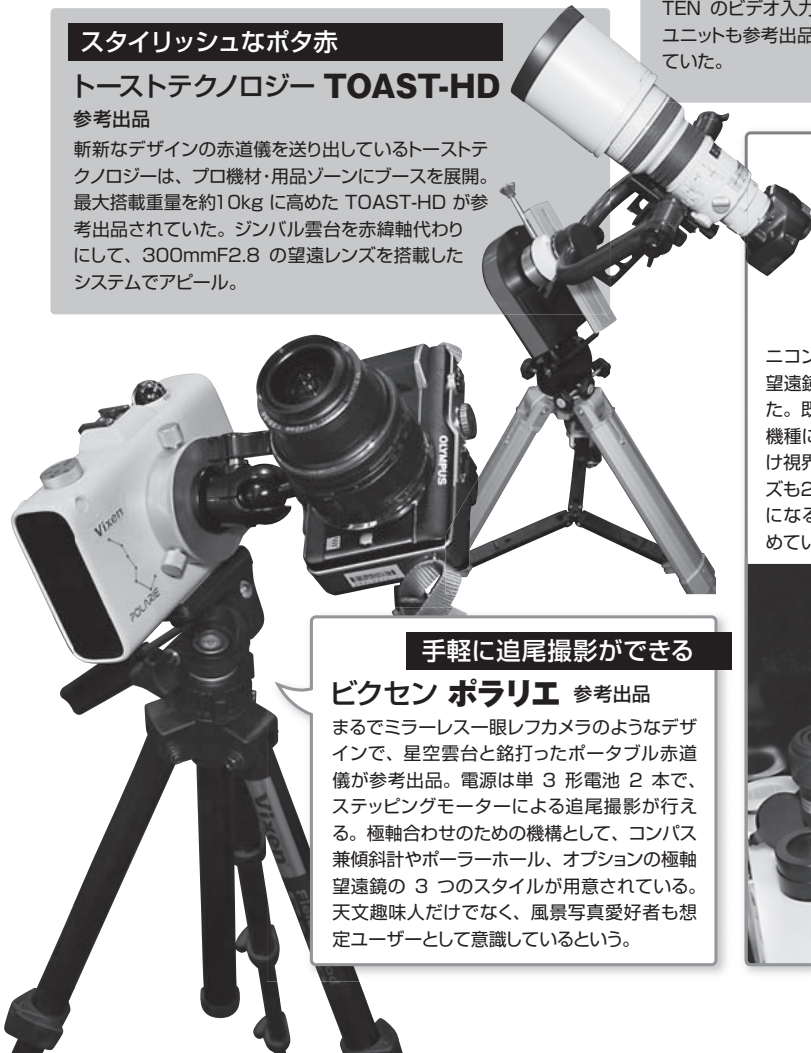 スタイリッシュなポタ赤
トーストテクノロジー TOAST-HD
参考出品
斬新なデザインの赤道儀を送り出しているトーストテ
クノロジーは、プロ機材・用品ゾーンにブースを展開。
最大搭載重量を約10kg に高めた TOAST-HD が参
考出品されていた。ジンバル雲台を赤緯軸代わり
にして、300mmF2.8 の望遠レンズを搭載した
システムでアピール。
TEN のビデオ入力
ユニットも参考出品
ていた。
ニコン
望遠鏡
た。既
機種に
け視界
ズも2
になる
めてい
OLYMPUS
Vixen
POLARIE
Vixen
手軽に追尾撮影ができる
ビクセン ポラリエ 参考出品
まるでミラーレス一眼レフカメラのようなデザ
インで、星空雲台と銘打ったポータブル赤道
儀が参考出品。電源は単 3 形電池 2 本で、
ステッピングモーターによる追尾撮影が行え
る。極軸合わせのための機構として、コンパス
兼傾斜計やポーラーホール、オプションの極軸
望遠鏡の 3 つのスタイルが用意されている。
天文趣味人だけでなく、風景写真愛好者も想
定ユーザーとして意識しているという。